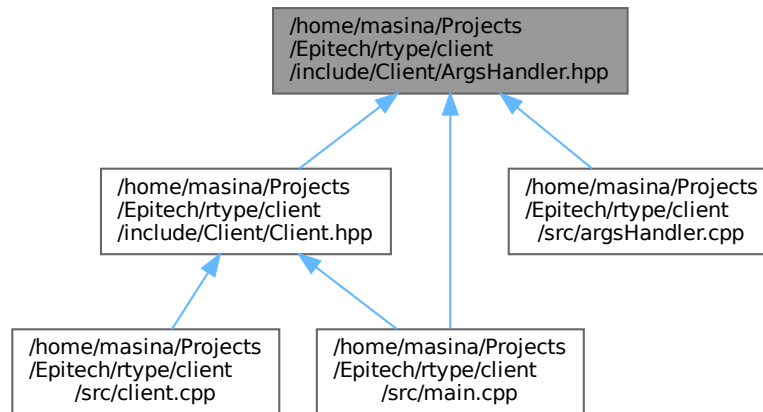 /home/masina/Projects
/Epitech/rtype/client
/include/Client/ArgsHandler.hpp
/home/masina/Projects
/Epitech/rtype/client
/include/Client/Client.hpp
/home/masina/Projects
/Epitech/rtype/client
/src/argsHandler.cpp
/home/masina/Projects
/Epitech/rtype/client
/src/client.cpp
/home/masina/Projects
/Epitech/rtype/client
/src/main.cpp